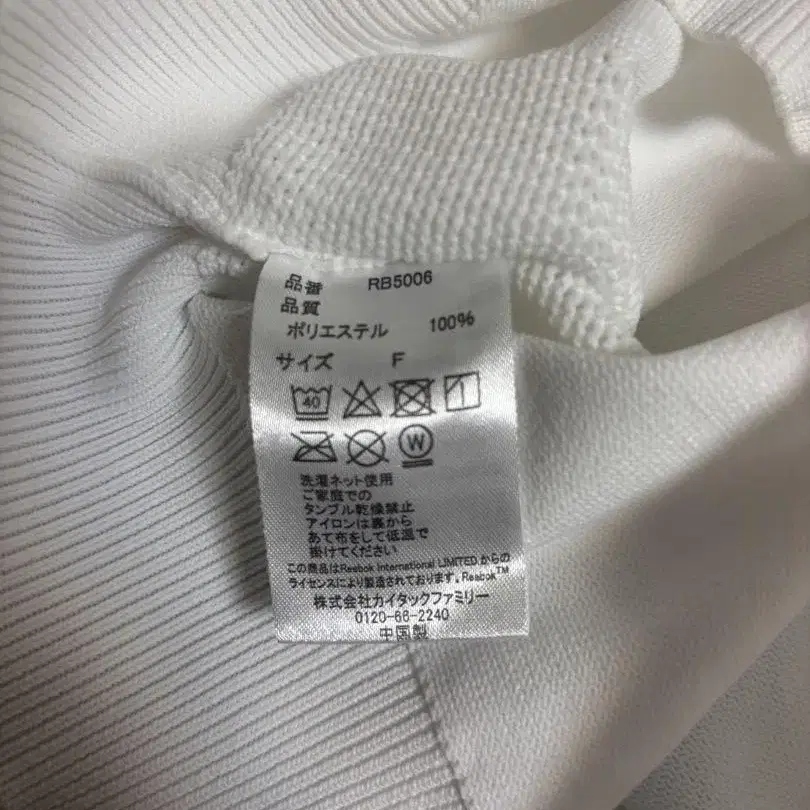 品番 RB5006
品質
ポリエステル 100%
サイズ F
40
W
洗濯ネット使用
ご家庭での
タンブル乾燥禁止
アイロンは裏から
あて布をして低温で
掛けてください
この商品はReebok International LIMITEDからの
ライセンスにより製造されております。Reebok™
株式会社カイタックファミリー
0120-66-2240
中国製